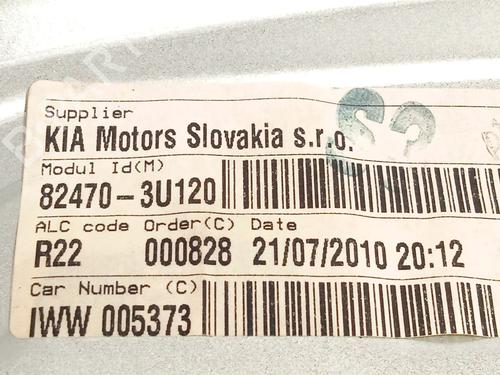 Supplier
KIA Motors Slovakia s.r.o.
Modul Id(M)
82470-3U120
ALC code Order(C) Date
R22 000828 21/07/2010 20:12
Car Number (C)
IWW 005373